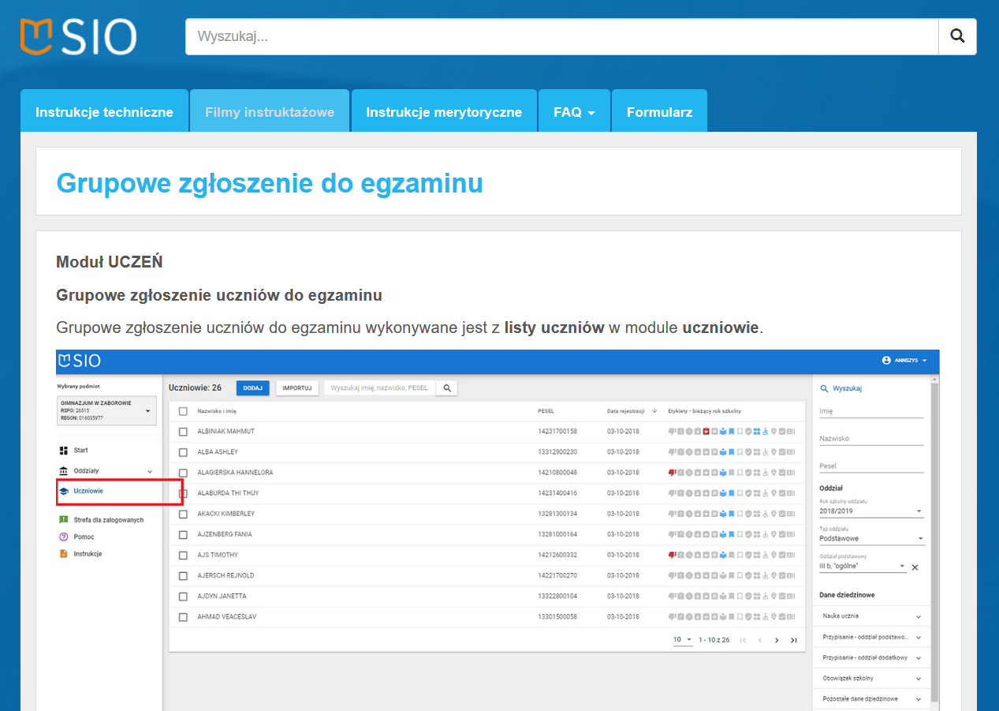 SIO
Wyszukaj...
Instrukcje techniczne
Filmy instruktażowe
Instrukcje merytoryczne
FAQ
Formularz
Grupowe zgłoszenie do egzaminu
Moduł UCZEŃ
Grupowe zgłoszenie uczniów do egzaminu
Grupowe zgłoszenie uczniów do egzaminu wykonywane jest z listy uczniów w module uczniowie.
SIO
ANNSZYS
Wybrany podmiot
GIMNAZJUM W ZABOROWIE
RSPO: 26515
REGON: 016035977
Start
Oddziały
Uczniowie
Strefa dla zalogowanych
Pomoc
Instrukcje
Uczniowie: 26
DODAJ
IMPORTUJ
Wyszukaj imię, nazwisko, PESEL
Nazwisko i imię PESEL Data rejestracji Etykiety - bieżący rok szkolny
ALBINIAK MAHMUT 14231700158 03-10-2018
ALBA ASHLEY 13312900230 03-10-2018
ALAGIERSKA HANNELORA 14210800048 03-10-2018
ALABURDA THI THUY 14231400416 03-10-2018
AKACKI KIMBERLEY 13281300134 03-10-2018
AJZENBERG FANIA 13281000164 03-10-2018
AJS TIMOTHY 14212600332 03-10-2018
AJERSCH REJNOLD 14221700270 03-10-2018
AJDYN JANETTA 13322800104 03-10-2018
AHMAD VEACESLAV 13301500058 03-10-2018
10 1 - 10 z 26
Wyszukaj
Imię
Nazwisko
Pesel
Oddział
Rok szkolny oddziału
2018/2019
Typ oddziału
Podstawowe
Oddział podstawowy
III b, "ogólne"
Dane dziedzinowe
Nauka ucznia
Przypisanie - oddział podstawo...
Przypisanie - oddział dodatkowy
Obowiązek szkolny
Pozostałe dane dziedzinowe